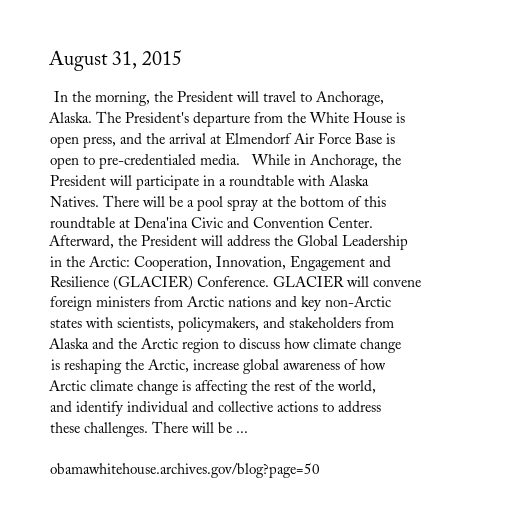 August 31, 2015
In the morning, the President will travel to Anchorage,
Alaska. The President's departure from the White House is
open press, and the arrival at Elmendorf Air Force Base is
open to pre-credentialed media.   While in Anchorage, the
President will participate in a roundtable with Alaska
Natives. There will be a pool spray at the bottom of this
roundtable at Dena'ina Civic and Convention Center.
Afterward, the President will address the Global Leadership
in the Arctic: Cooperation, Innovation, Engagement and
Resilience (GLACIER) Conference. GLACIER will convene
foreign ministers from Arctic nations and key non-Arctic
states with scientists, policymakers, and stakeholders from
Alaska and the Arctic region to discuss how climate change
is reshaping the Arctic, increase global awareness of how
Arctic climate change is affecting the rest of the world,
and identify individual and collective actions to address
these challenges. There will be ...
obamawhitehouse.archives.gov/blog?page=50